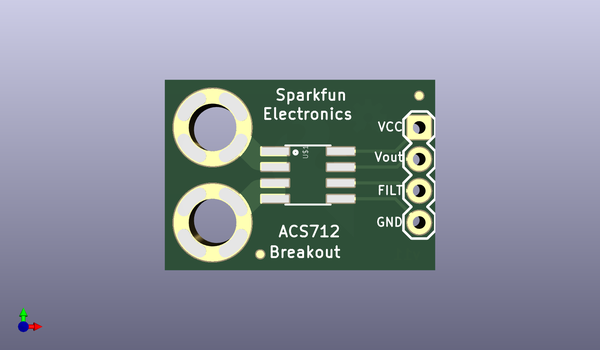 Sparkfun
Electronics
VCC
Vout
FILT
GND
ACS712
Breakout